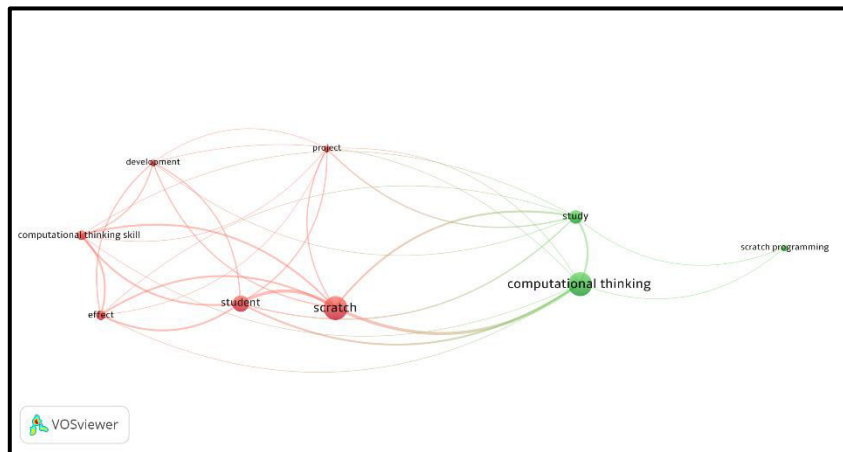 project
development
study
computational thinking skill
scratch programming
computational thinking
student
scratch
effect
VOSviewer